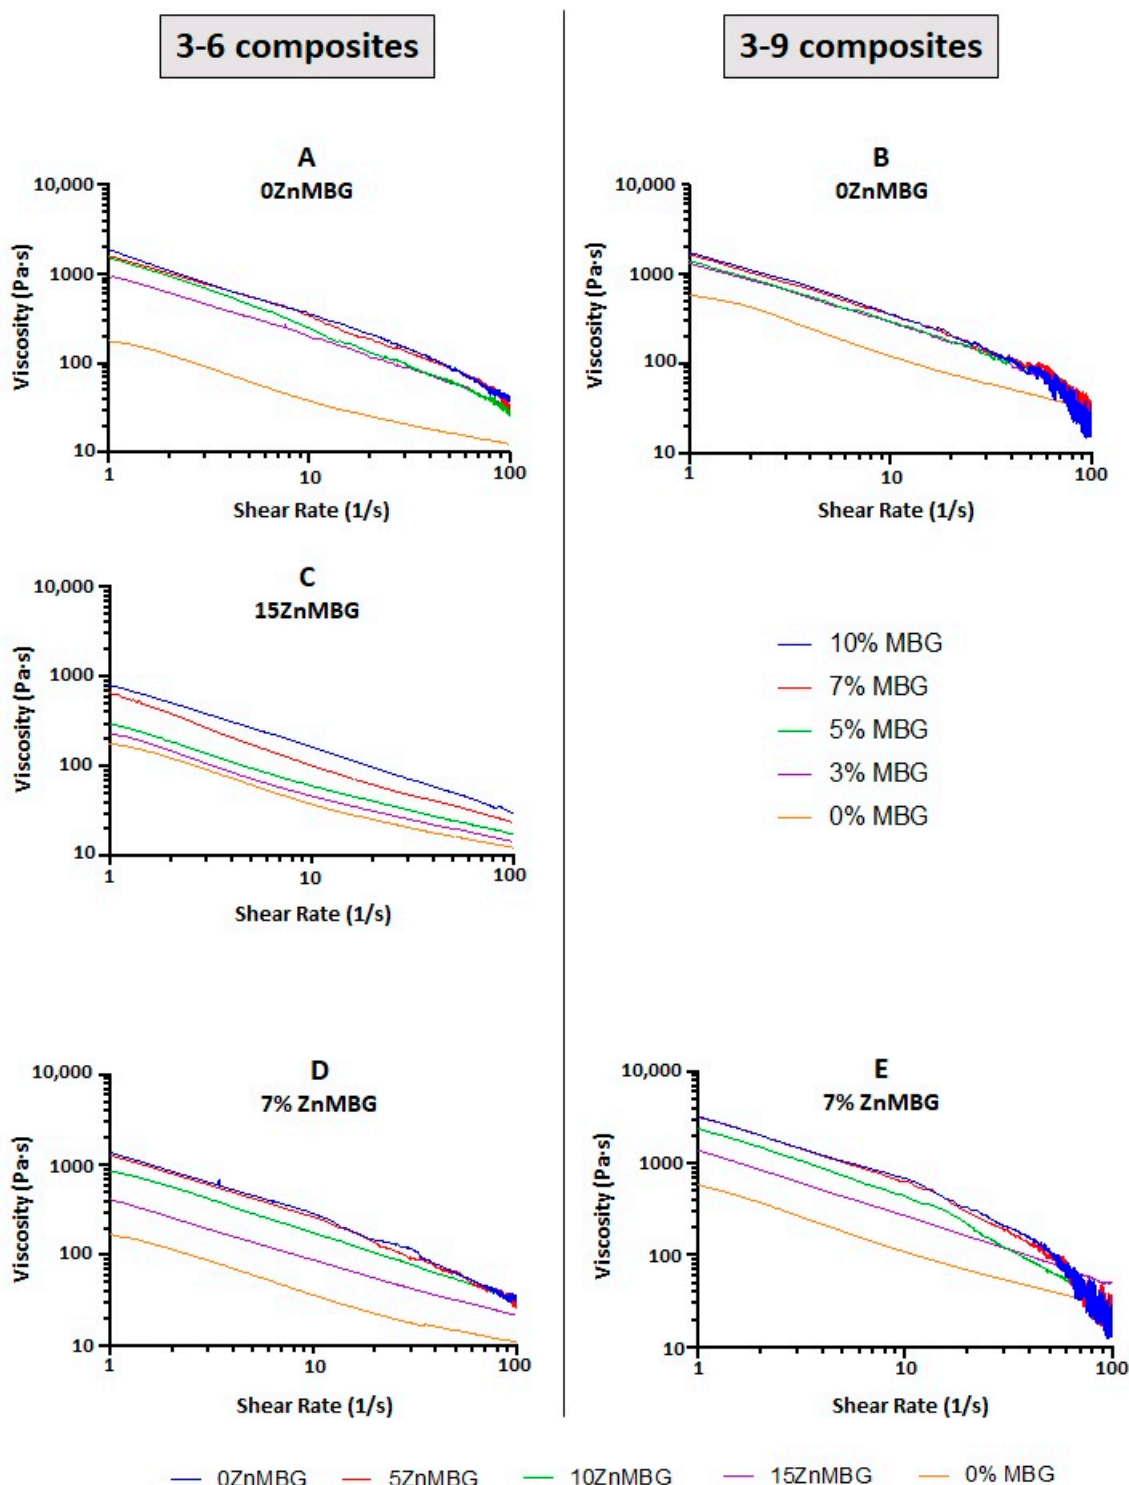 3-6 composites
3-9 composites
A
0ZnMBG
10,000
1000
100
10
Viscosity (Pa·s)
1
10
100
Shear Rate (1/s)
B
0ZnMBG
10,000
1000
100
10
Viscosity (Pa·s)
1
10
100
Shear Rate (1/s)
C
15ZnMBG
10,000
1000
100
10
Viscosity (Pa·s)
1
10
100
Shear Rate (1/s)
10% MBG
7% MBG
5% MBG
3% MBG
0% MBG
D
7% ZnMBG
10,000
1000
100
10
Viscosity (Pa·s)
1
10
100
Shear Rate (1/s)
E
7% ZnMBG
10,000
1000
100
10
Viscosity (Pa·s)
1
10
100
Shear Rate (1/s)
0ZnMBG 5ZnMBG 10ZnMBG 15ZnMBG 0% MBG